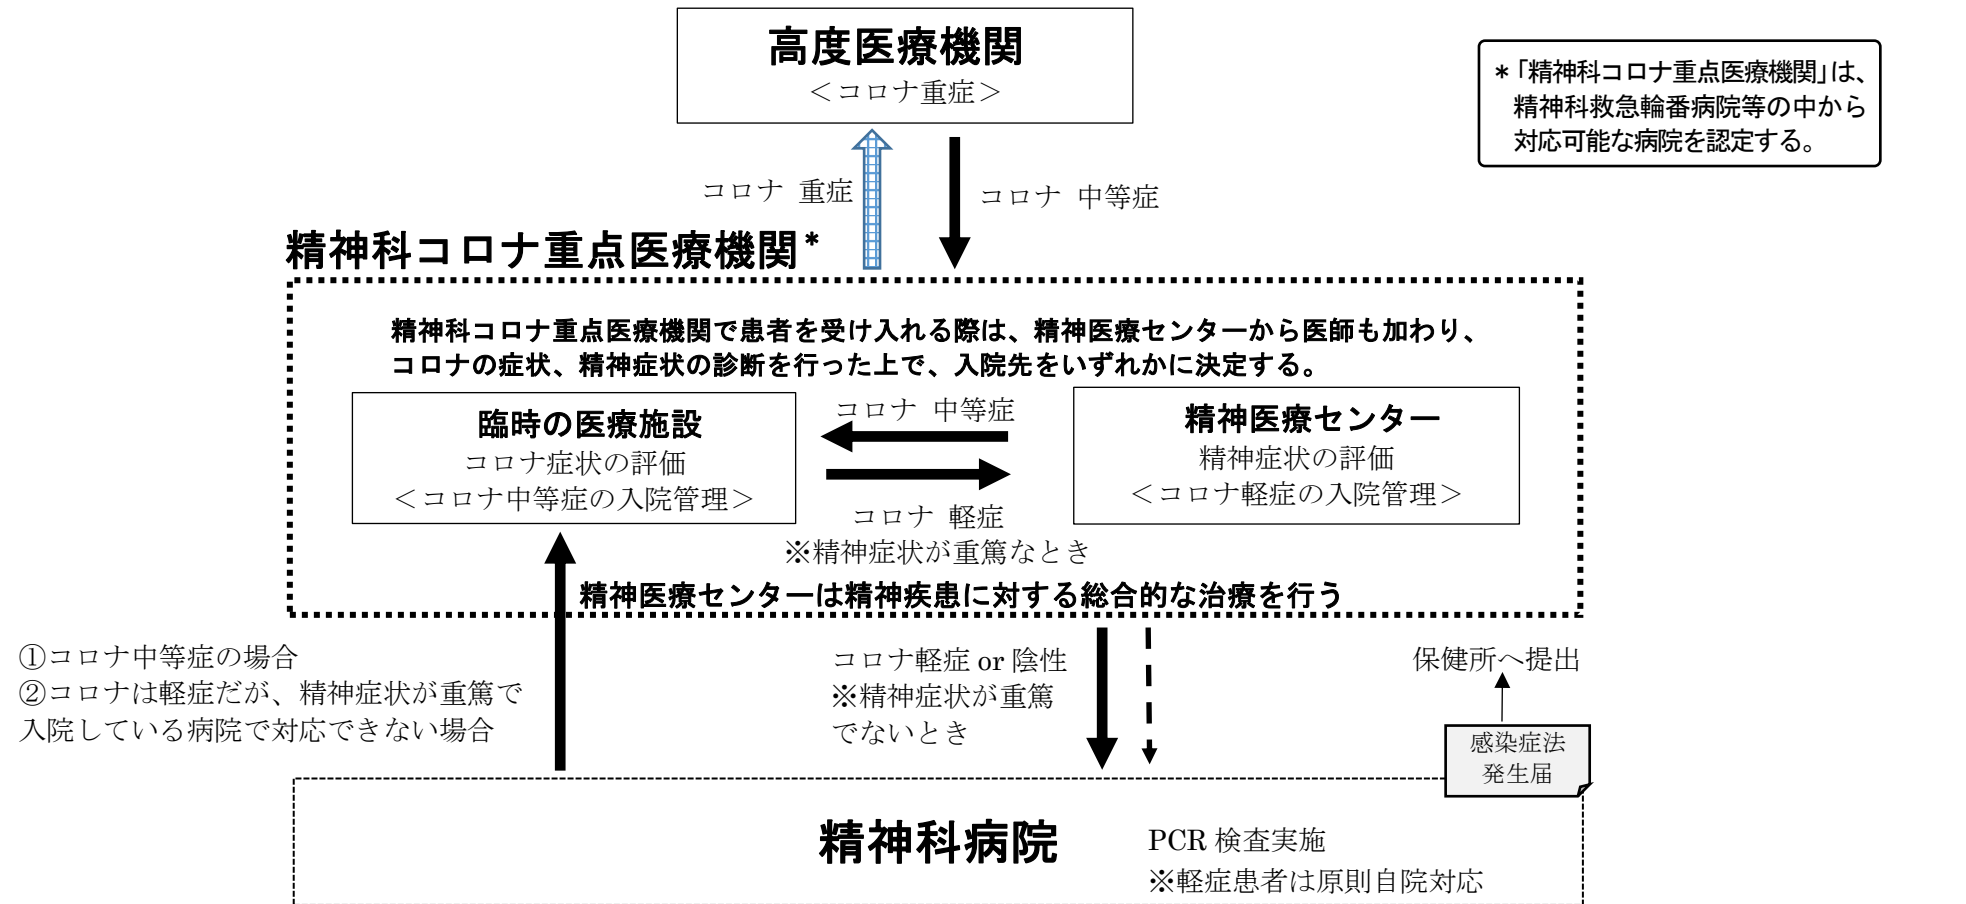 高度医療機関
＜コロナ重症＞
＊「精神科コロナ重点医療機関」は、
精神科救急輪番病院等の中から
対応可能な病院を認定する。
コロナ 重症
コロナ 中等症
精神科コロナ重点医療機関*
精神科コロナ重点医療機関で患者を受け入れる際は、精神医療センターから医師も加わり、
コロナの症状、精神症状の診断を行った上で、入院先をいずれかに決定する。
臨時の医療施設
コロナ症状の評価
＜コロナ中等症の入院管理＞
コロナ 中等症
コロナ 軽症
※精神症状が重篤なとき
精神医療センター
精神症状の評価
＜コロナ軽症の入院管理＞
精神医療センターは精神疾患に対する総合的な治療を行う
①コロナ中等症の場合
②コロナは軽症だが、精神症状が重篤で
入院している病院で対応できない場合
コロナ軽症 or 陰性
※精神症状が重篤
でないとき
保健所へ提出
感染症法
発生届
精神科病院
PCR 検査実施
※軽症患者は原則自院対応